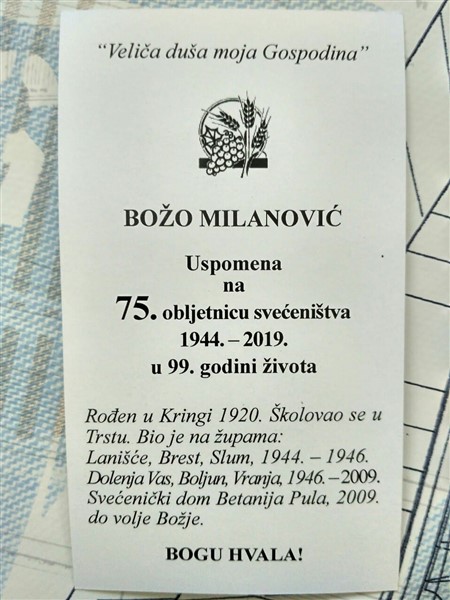 “Veliča duša moja Gospodina”
BOŽO MILANOVIĆ
Uspomena
na
75. obljetnicu svećeništva
1944. – 2019.
u 99. godini života
Rođen u Kringi 1920. Školovao se u
Trstu. Bio je na župama:
Lanišće, Brest, Slum, 1944. – 1946.
Dolenja Vas, Boljun, Vranja, 1946. – 2009.
Svećenički dom Betanija Pula, 2009.
do volje Božje.
BOGU HVALA!